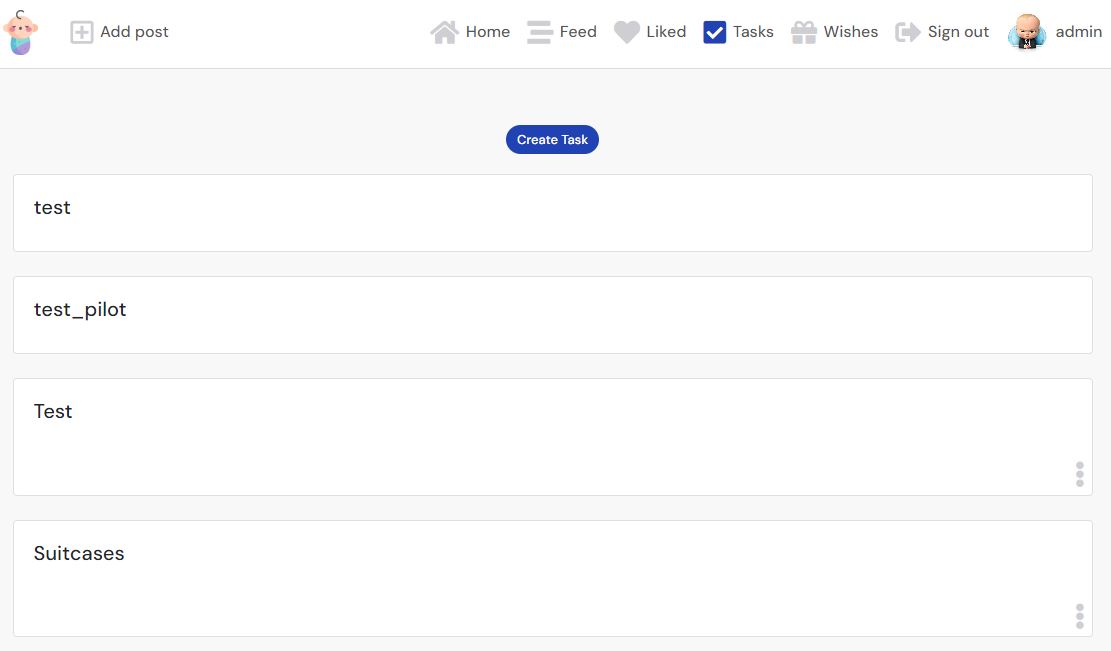 Add post
Home Feed Liked Tasks Wishes Sign out admin
Create Task
test
test_pilot
Test
Suitcases